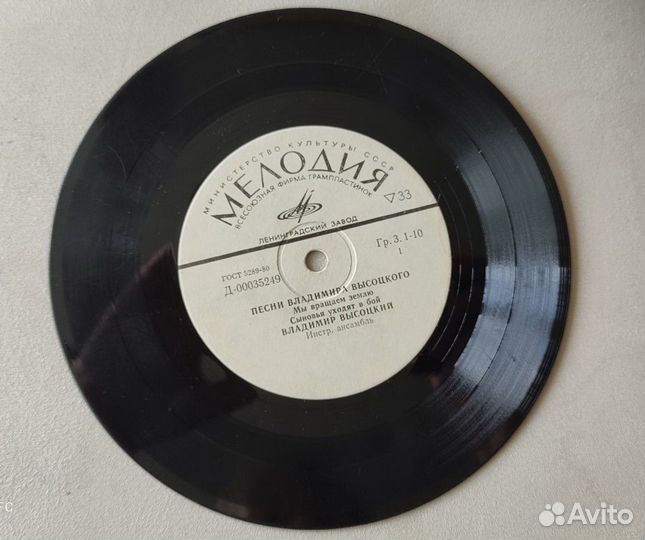 МИНИСТЕРСТВО КУЛЬТУРЫ СССР
МЕЛОДИЯ
ВСЕСОЮЗНАЯ ФИРМА ГРАМПЛАСТИНОК
▽33
ЛЕНИНГРАДСКИЙ ЗАВОД
ГОСТ 5289-80
Гр.3.1-10
Д-00035249
1
ПЕСНИ ВЛАДИМИРА ВЫСОЦКОГО
Мы вращаем землю
Сыновья уходят в бой
ВЛАДИМИР ВЫСОЦКИЙ
Инстр. ансамбль
FC
Avito